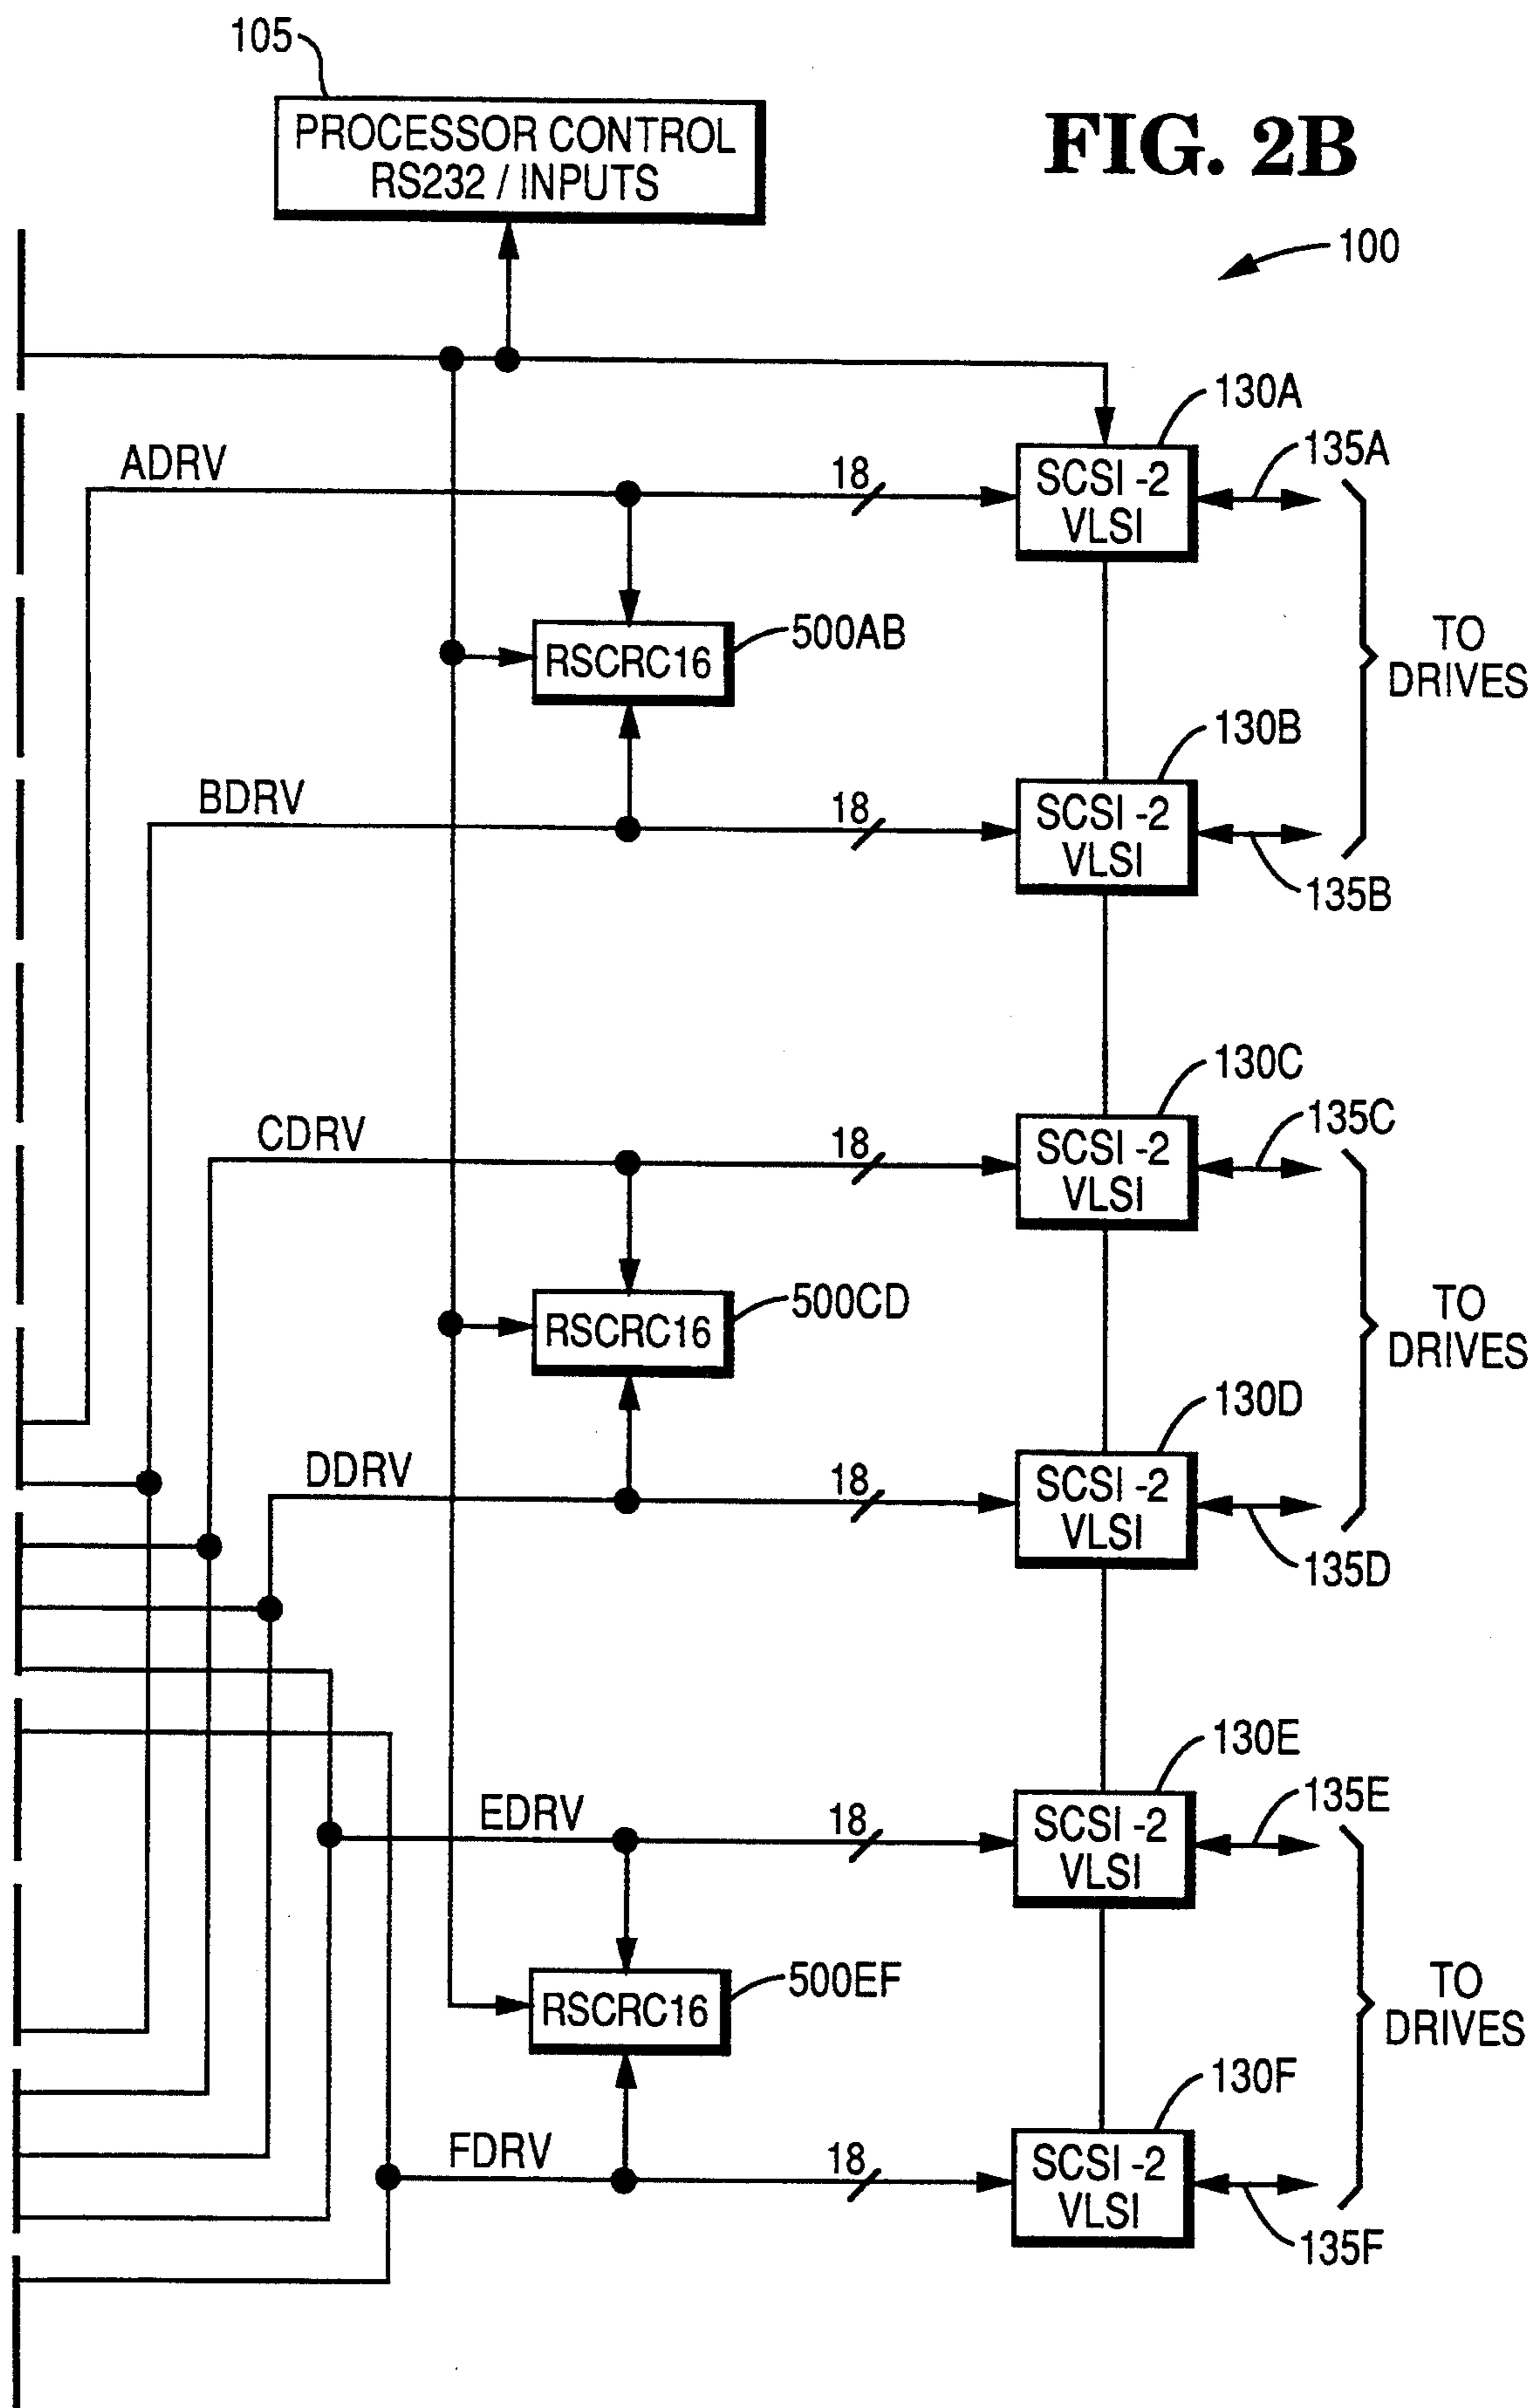 105
PROCESSOR CONTROL
RS232 / INPUTS
FIG. 2B
100
130A
135A
ADRV
18
SCSI -2
VLSI
500AB
RSCRC16
TO
DRIVES
130B
BDRV
18
SCSI -2
VLSI
135B
130C
135C
CDRV
18
SCSI -2
VLSI
500CD
RSCRC16
TO
DRIVES
130D
DDRV
18
SCSI -2
VLSI
135D
130E
135E
EDRV
18
SCSI -2
VLSI
500EF
RSCRC16
TO
DRIVES
130F
FDRV
18
SCSI -2
VLSI
135F